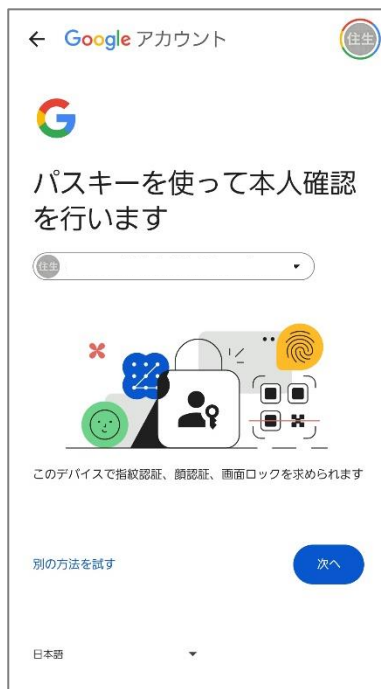 ← Google アカウント
住生
G
パスキーを使って本人確認
を行います
住生
このデバイスで指紋認証、顔認証、画面ロックを求められます
別の方法を試す
次へ
日本語